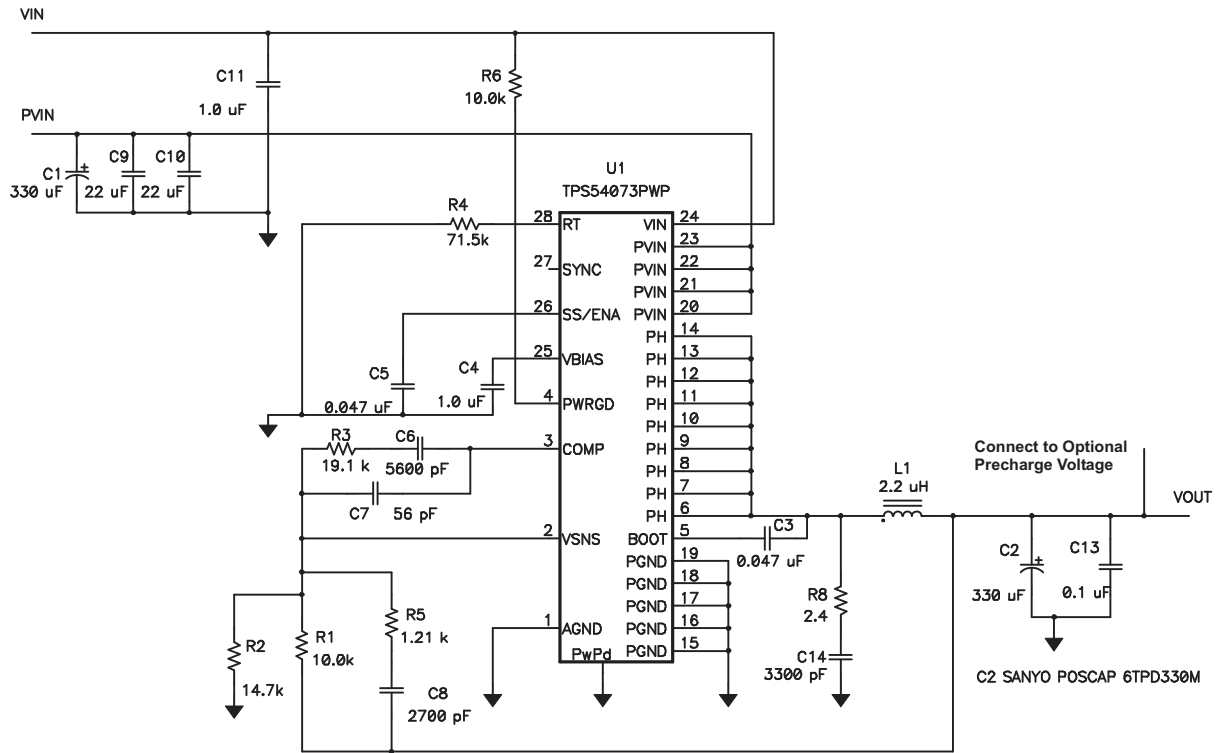 VIN
C11
1.0 uF
R6
10.0k
PVIN
C1
+
330 uF
C9
22 uF
C10
22 uF
U1
TPS54073PWP
R4
71.5k
28
RT
27
SYNC
26
SS/ENA
25
VBIAS
4
PWRGD
3
COMP
2
VSNS
1
AGND
PwPd
VIN
24
PVIN
23
PVIN
22
PVIN
21
PVIN
20
PH
14
PH
13
PH
12
PH
11
PH
10
PH
9
PH
8
PH
7
PH
6
BOOT
5
PGND
19
PGND
18
PGND
17
PGND
16
PGND
15
C5
0.047 uF
C4
1.0 uF
R3
19.1 k
C6
5600 pF
C7
56 pF
R5
1.21 k
R2
14.7k
R1
10.0k
C8
2700 pF
C3
0.047 uF
R8
2.4
C14
3300 pF
L1
2.2 uH
Connect to Optional
Precharge Voltage
VOUT
C2
+
330 uF
C13
0.1 uF
C2 SANYO POSCAP 6TPD330M